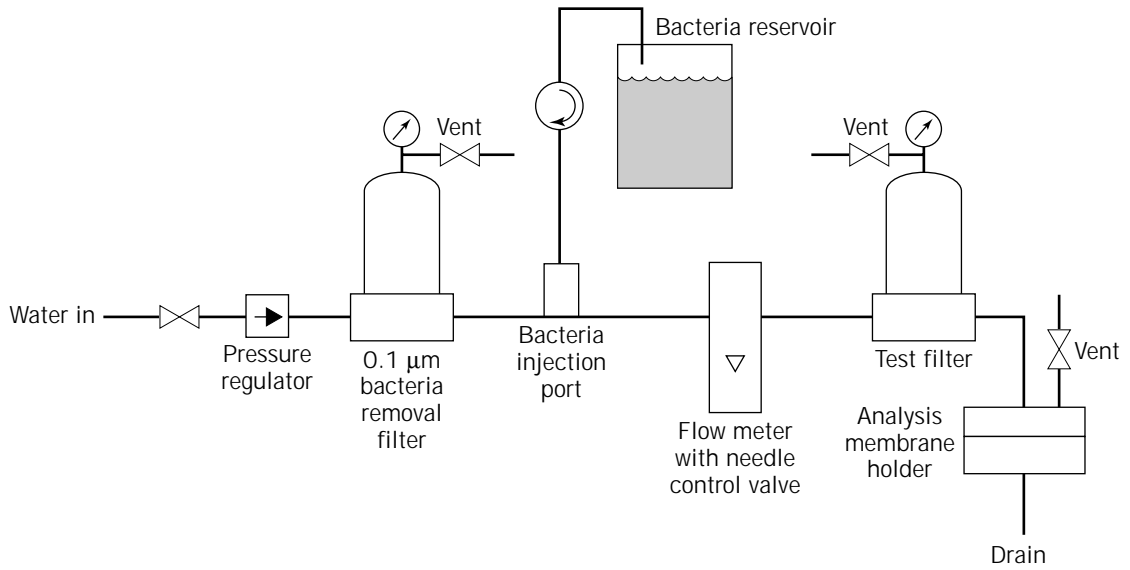 Bacteria reservoir
Vent
Vent
Water in
Pressure
regulator
0.1 μm
bacteria
removal
filter
Bacteria
injection
port
Flow meter
with needle
control valve
Test filter
Vent
Analysis
membrane
holder
Drain